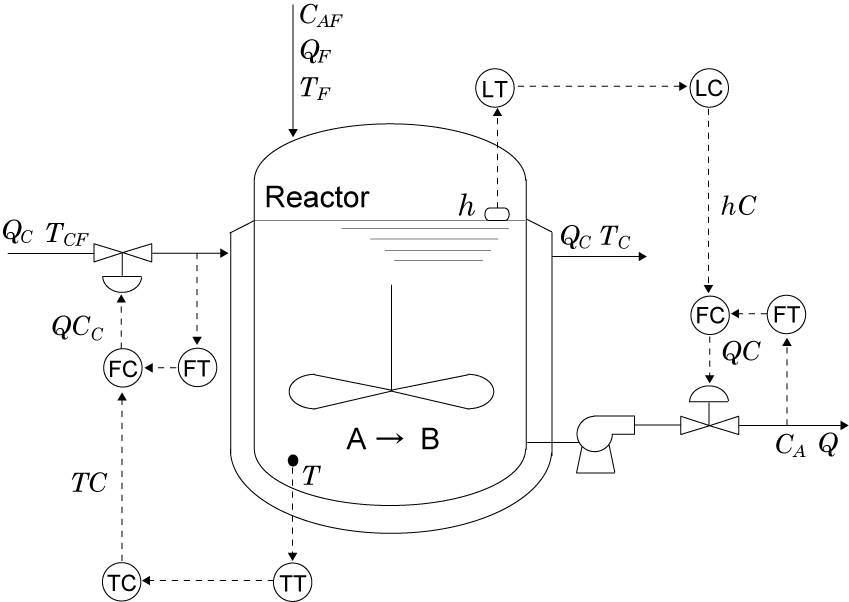 C_AF
Q_F
T_F
LT
LC
Reactor
h
hC
Q_C T_CF
Q_C T_C
FC
FT
QC_C
QC
FC
FT
A → B
C_A Q
T
TC
TC
TT